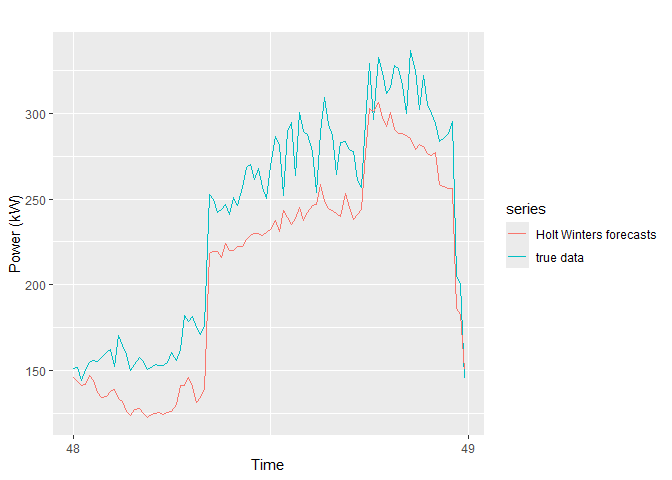 300
250
200
150
Power (kW)
48
49
Time
series
Holt Winters forecasts
true data